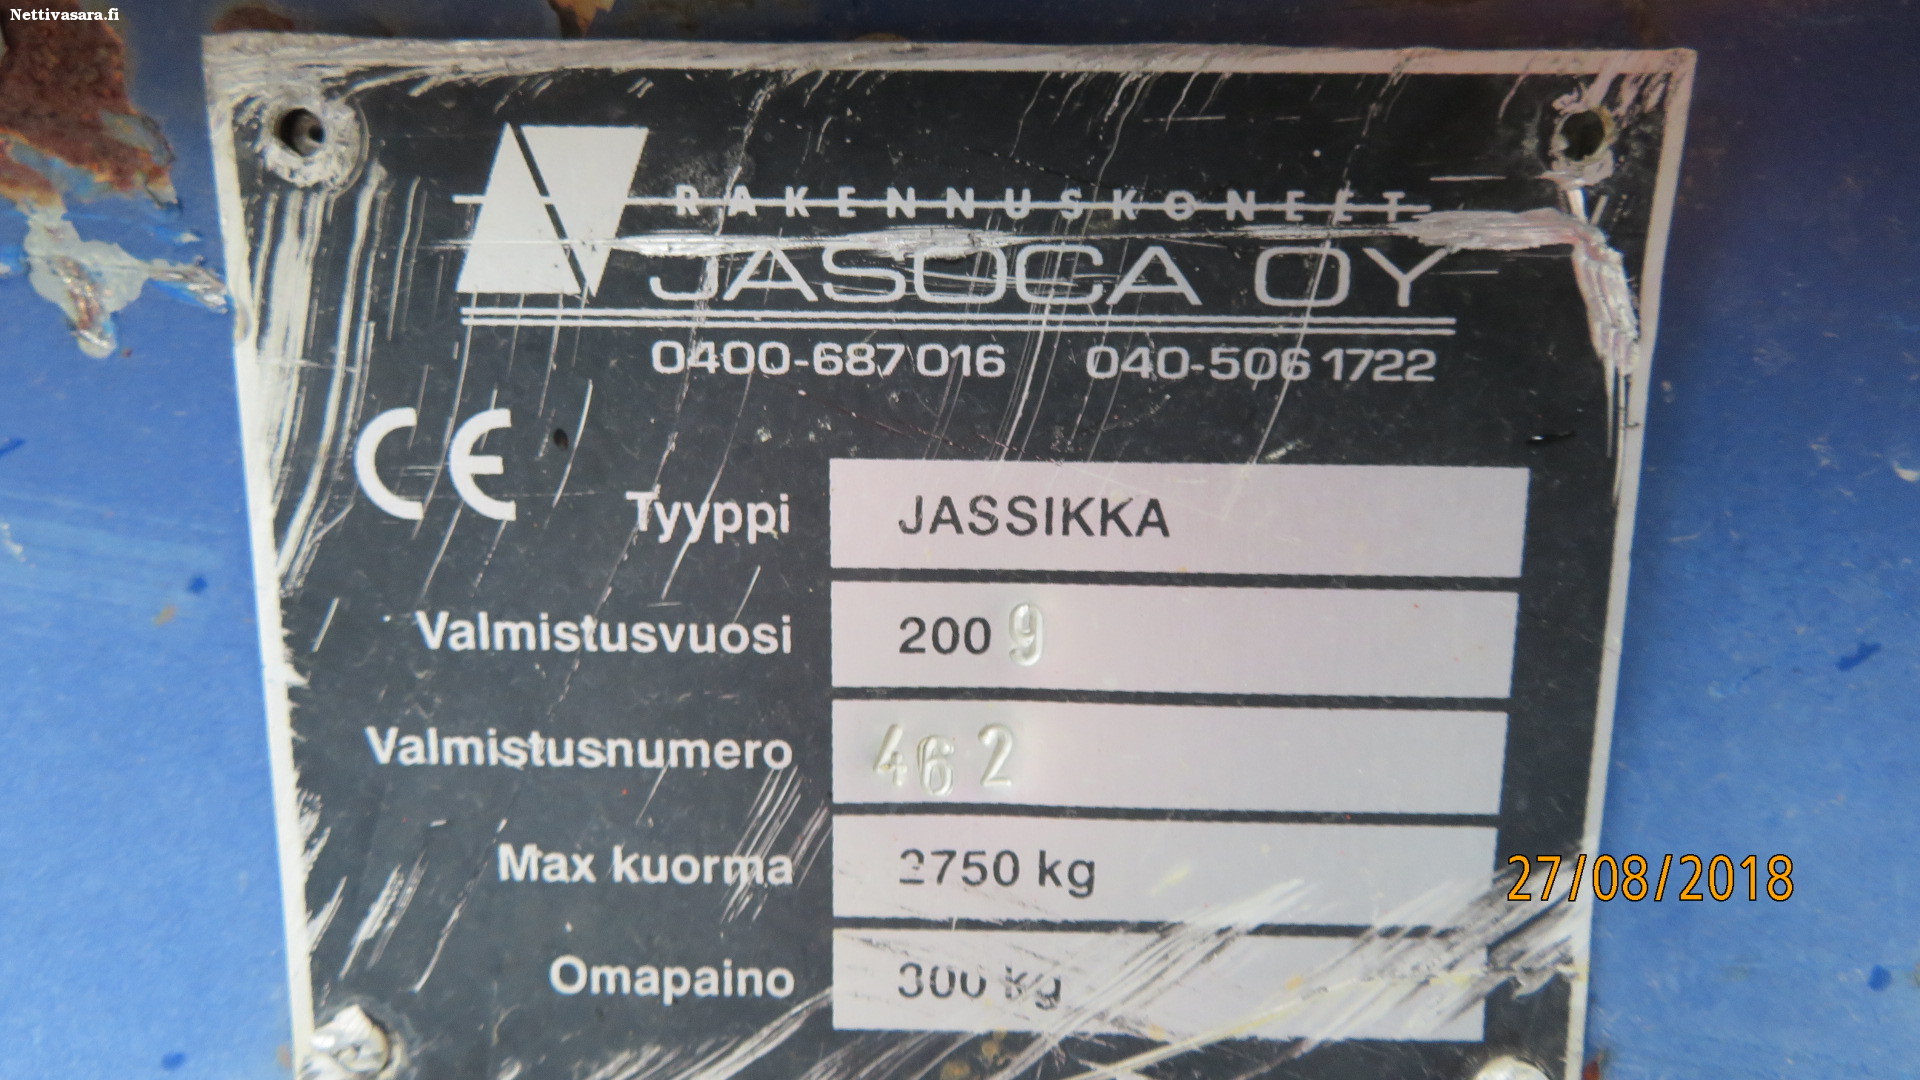 Nettivasara.fi
RAKENNUSKONEET
JASOCA OY
0400-687 016 040-506 1722
CE
Tyyppi JASSIKKA
Valmistusvuosi 2009
Valmistusnumero 462
Max kuorma 2750 kg
27/08/2018
Omapaino 300 kg